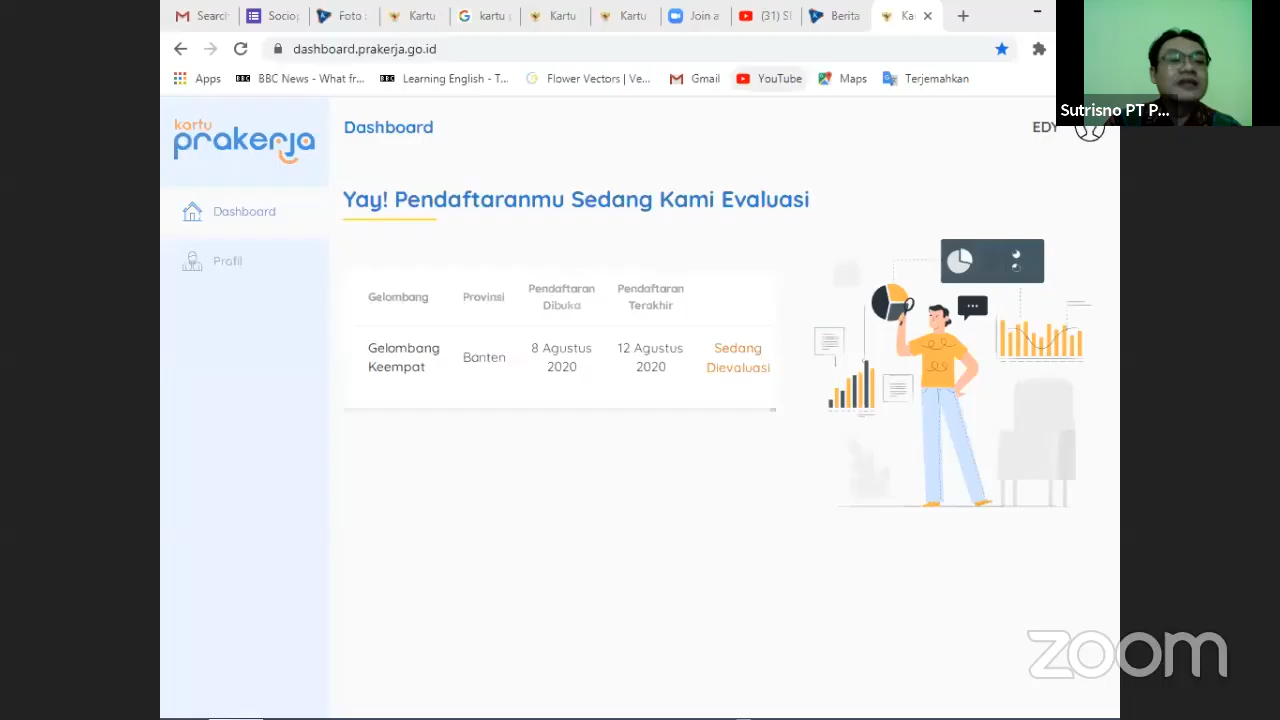 Search
Sociop
Foto
Kartu
kartu
Kartu
Kartu
Join a
(31)
Berita
Ka
dashboard.prakerja.go.id
Apps
BBC News - What fr...
Learning English - T...
Flower Vectors | Ve...
Gmail
YouTube
Maps
Terjemahkan
Sutrisno PT P...
kartu
prakerja
Dashboard
EDY
Yay! Pendaftaranmu Sedang Kami Evaluasi
Dashboard
Profil
Gelombang
Provinsi
Pendaftaran
Dibuka
Pendaftaran
Terakhir
Gelombang
Keempat
Banten
8 Agustus
2020
12 Agustus
2020
Sedang
Dievaluasi
zoom